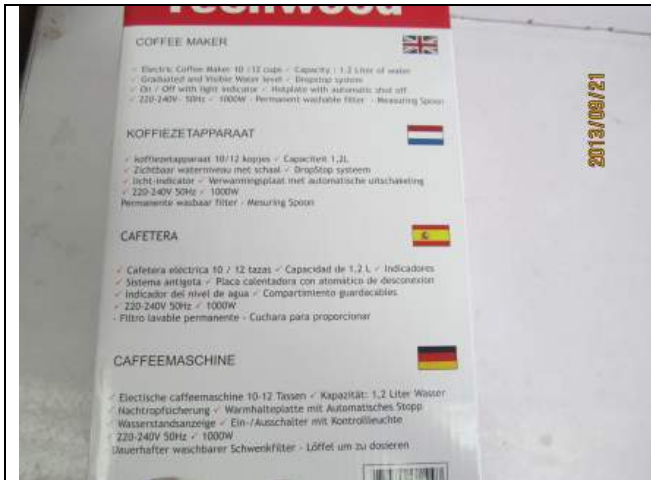 Techwood
COFFEE MAKER
✓ Electric Coffee Maker 10 /12 cups ✓ Capacity : 1.2 Liter of water
✓ Graduated and Visible Water level ✓ Dropstop system
✓ On / Off with light indicator ✓ Hotplate with automatic shut off
✓ 220-240V- 50Hz ✓ 1000W - Permanent washable filter - Measuring Spoon
KOFFIEZETAPPARAAT
✓ koffiezetapparaat 10/12 kopjes ✓ Capaciteit 1,2L
✓ Zichtbaar waterniveau met schaal ✓ DropStop systeem
✓ licht-indicator ✓ Verwarmingsplaat met automatische uitschakeling
✓ 220-240V 50Hz ✓ 1000W
Permanente wasbaar filter - Mesuring Spoon
CAFETERA
✓ Cafetera eléctrica 10 / 12 tazas ✓ Capacidad de 1,2 L ✓ Indicadores
✓ Sistema antigota ✓ Placa calentadora con atomático de desconexion
✓ Indicador del nivel de agua ✓ Compartimiento guardacables
✓ 220-240V 50Hz ✓ 1000W
- Filtro lavable permanente - Cuchara para proporcionar
CAFFEEMASCHINE
✓ Electische caffeemaschine 10-12 Tassen ✓ Kapazität: 1,2 Liter Wasser
✓ Nachtropfsicherung ✓ Warmhalteplatte mit Automatisches Stopp
✓ Wasserstandsanzeige ✓ Ein-/Ausschalter mit Kontrollleuchte
✓ 220-240V 50Hz ✓ 1000W
Dauerhafter waschbarer Schwenkfilter - Löffel um zu dosieren
2013/09/21